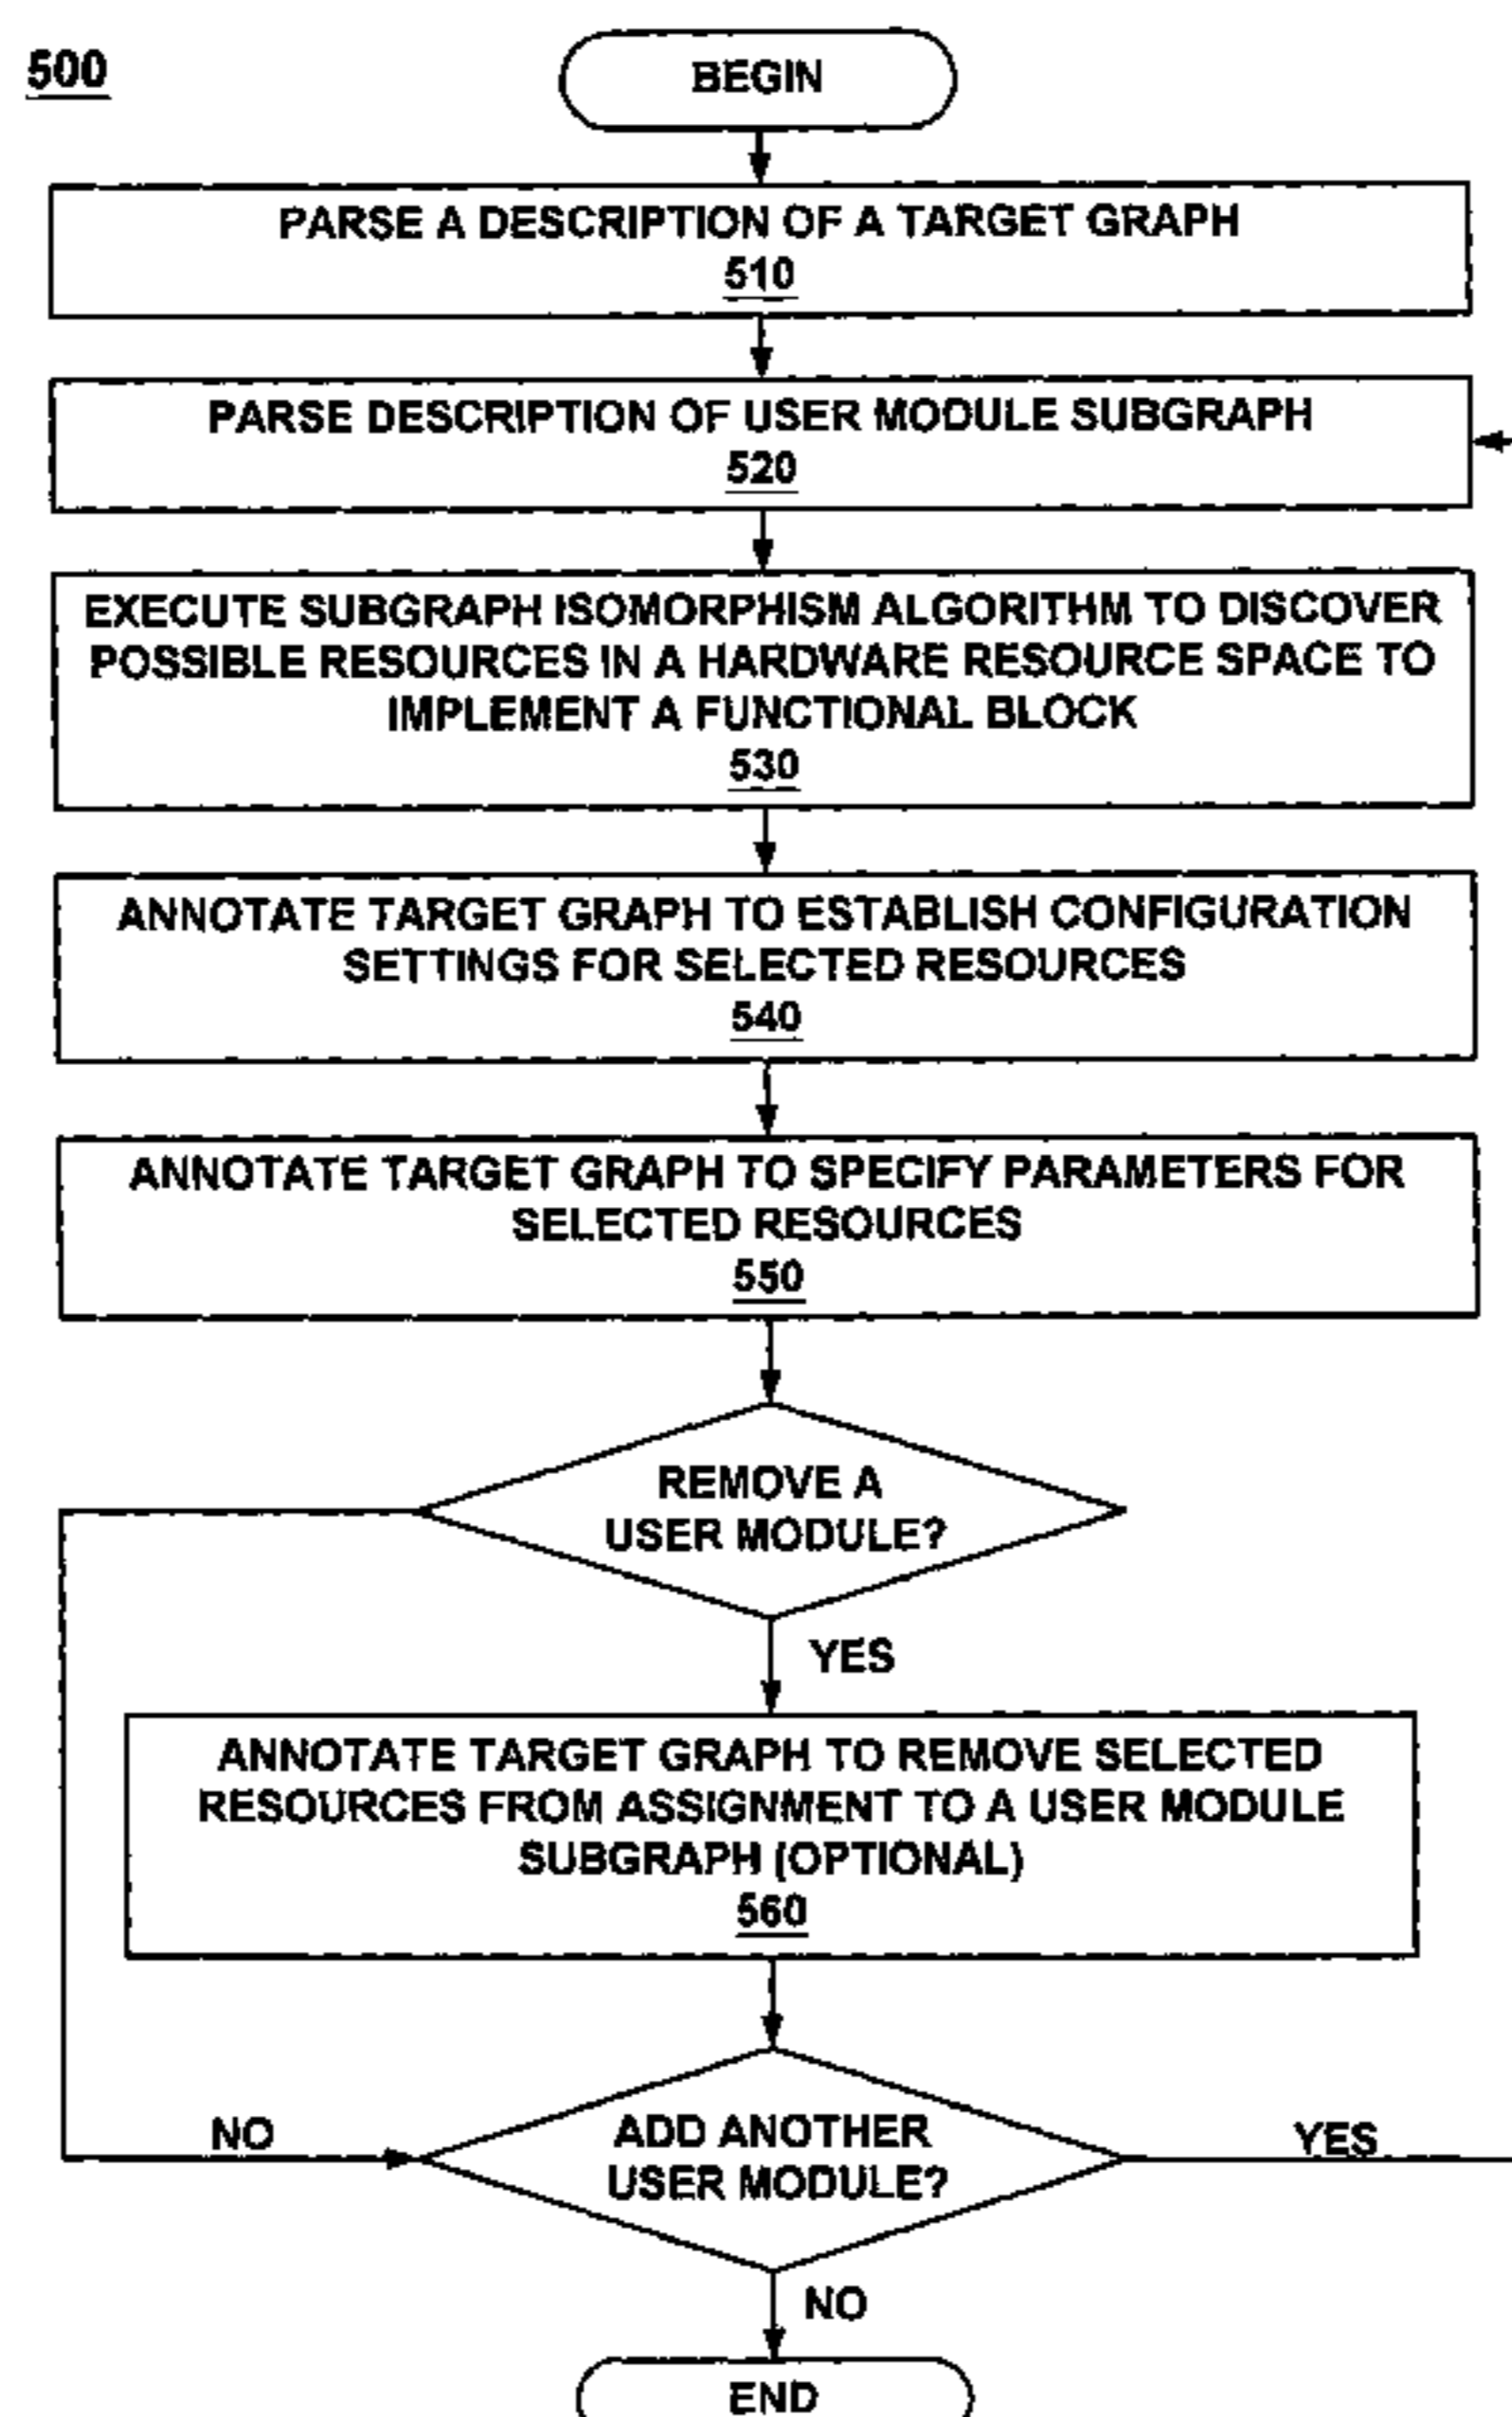 500
BEGIN
PARSE A DESCRIPTION OF A TARGET GRAPH
510
PARSE DESCRIPTION OF USER MODULE SUBGRAPH
520
EXECUTE SUBGRAPH ISOMORPHISM ALGORITHM TO DISCOVER
POSSIBLE RESOURCES IN A HARDWARE RESOURCE SPACE TO
IMPLEMENT A FUNCTIONAL BLOCK
530
ANNOTATE TARGET GRAPH TO ESTABLISH CONFIGURATION
SETTINGS FOR SELECTED RESOURCES
540
ANNOTATE TARGET GRAPH TO SPECIFY PARAMETERS FOR
SELECTED RESOURCES
550
REMOVE A
USER MODULE?
YES
ANNOTATE TARGET GRAPH TO REMOVE SELECTED
RESOURCES FROM ASSIGNMENT TO A USER MODULE
SUBGRAPH (OPTIONAL)
560
NO
ADD ANOTHER
USER MODULE?
YES
NO
END